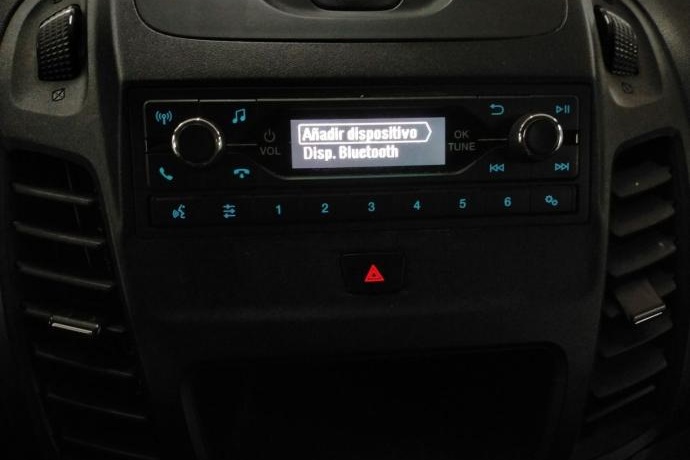 Añadir dispositivo
Disp. Bluetooth
VOL
OK
TUNE
1 2 3 4 5 6